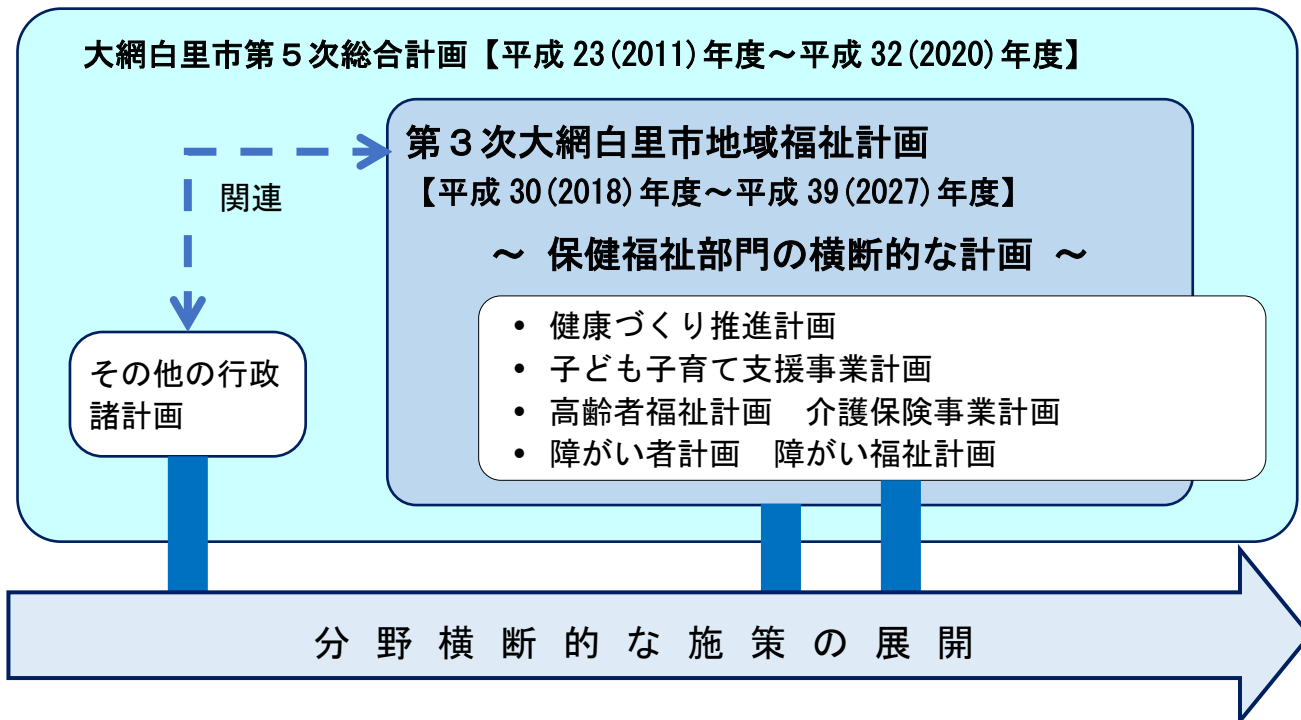 大網白里市第５次総合計画【平成 23(2011)年度～平成 32(2020)年度】
第３次大網白里市地域福祉計画
【平成 30(2018)年度～平成 39(2027)年度】
関連
～ 保健福祉部門の横断的な計画 ～
• 健康づくり推進計画
• 子ども子育て支援事業計画
• 高齢者福祉計画　介護保険事業計画
• 障がい者計画　障がい福祉計画
その他の行政
諸計画
分野横断的な施策の展開